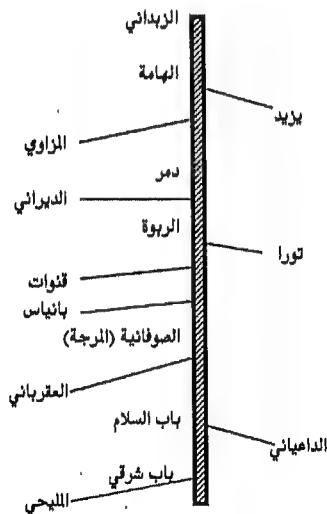 الزبداني
الهامة
يزيد
المزاوي
دمر
الديراني
الربوة
تورا
قنوات
بانياس
الصوفانية (المرجة)
العقرباني
باب السلام
الداعياني
باب شرقي
المليحي